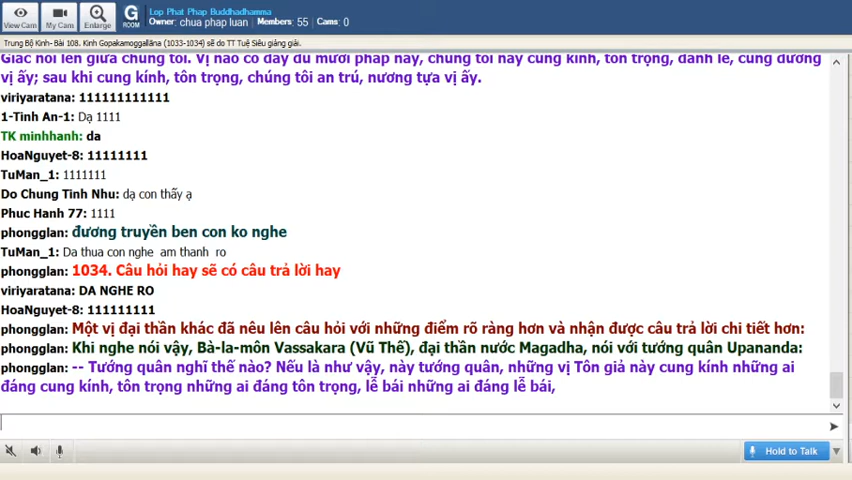 View Cam
My Cam
Enlarge
G
ROOM
Lop Phat Phap Buddhadhamma
Owner: chua phap luan Members: 55 Cams: 0
Trung Bộ Kinh- Bài 108. Kinh Gopakamoggallàna (1033-1034) sẽ do TT Tuệ Siêu giảng giải.
Giác nói lên giữa chúng tôi. Vị nào có đầy đủ mười pháp này, chúng tôi hãy cung kính, tôn trọng, đảnh lễ, cúng dường
vị ấy; sau khi cung kính, tôn trọng, chúng tôi an trú, nương tựa vị ấy.
viriyaratana: 111111111111
1-Tinh An-1: Dạ 1111
TK minhhanh: da
HoaNguyet-8: 11111111
TuMan_1: 1111111
Do Chung Tinh Nhu: dạ con thấy ạ
Phuc Hanh 77: 1111
phongglan: đương truyền ben con ko nghe
TuMan_1: Da thua con nghe am thanh ro
phongglan: 1034. Câu hỏi hay sẽ có câu trả lời hay
viriyaratana: DA NGHE RO
HoaNguyet-8: 111111111
phongglan: Một vị đại thần khác đã nêu lên câu hỏi với những điểm rõ ràng hơn và nhận được câu trả lời chi tiết hơn:
phongglan: Khi nghe nói vậy, Bà-la-môn Vassakara (Vũ Thế), đại thần nước Magadha, nói với tướng quân Upananda:
phongglan: -- Tướng quân nghĩ thế nào? Nếu là như vậy, này tướng quân, những vị Tôn giả này cung kính những ai
đáng cung kính, tôn trọng những ai đáng tôn trọng, lễ bái những ai đáng lễ bái,
Hold to Talk